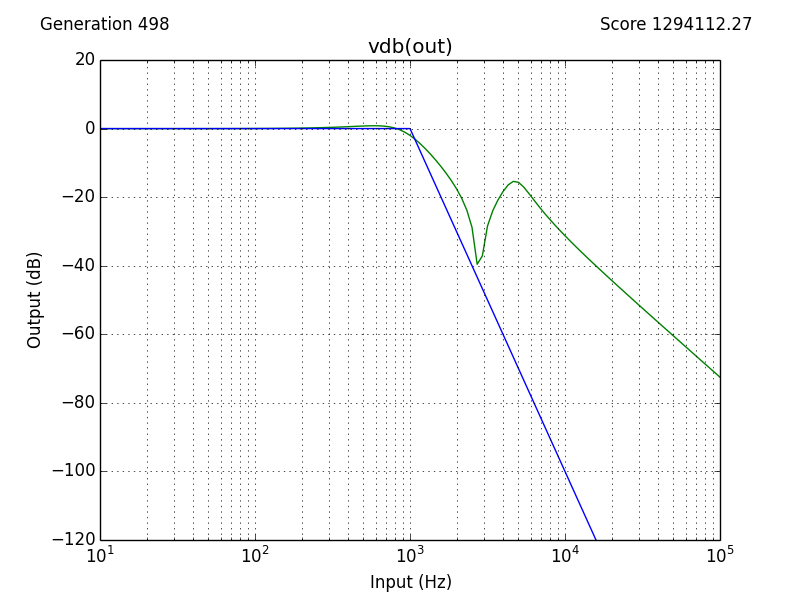 Generation 498
Score 1294112.27
vdb(out)
20
0
−20
−40
−60
−80
−100
−120
Output (dB)
10¹
10²
10³
10⁴
10⁵
Input (Hz)